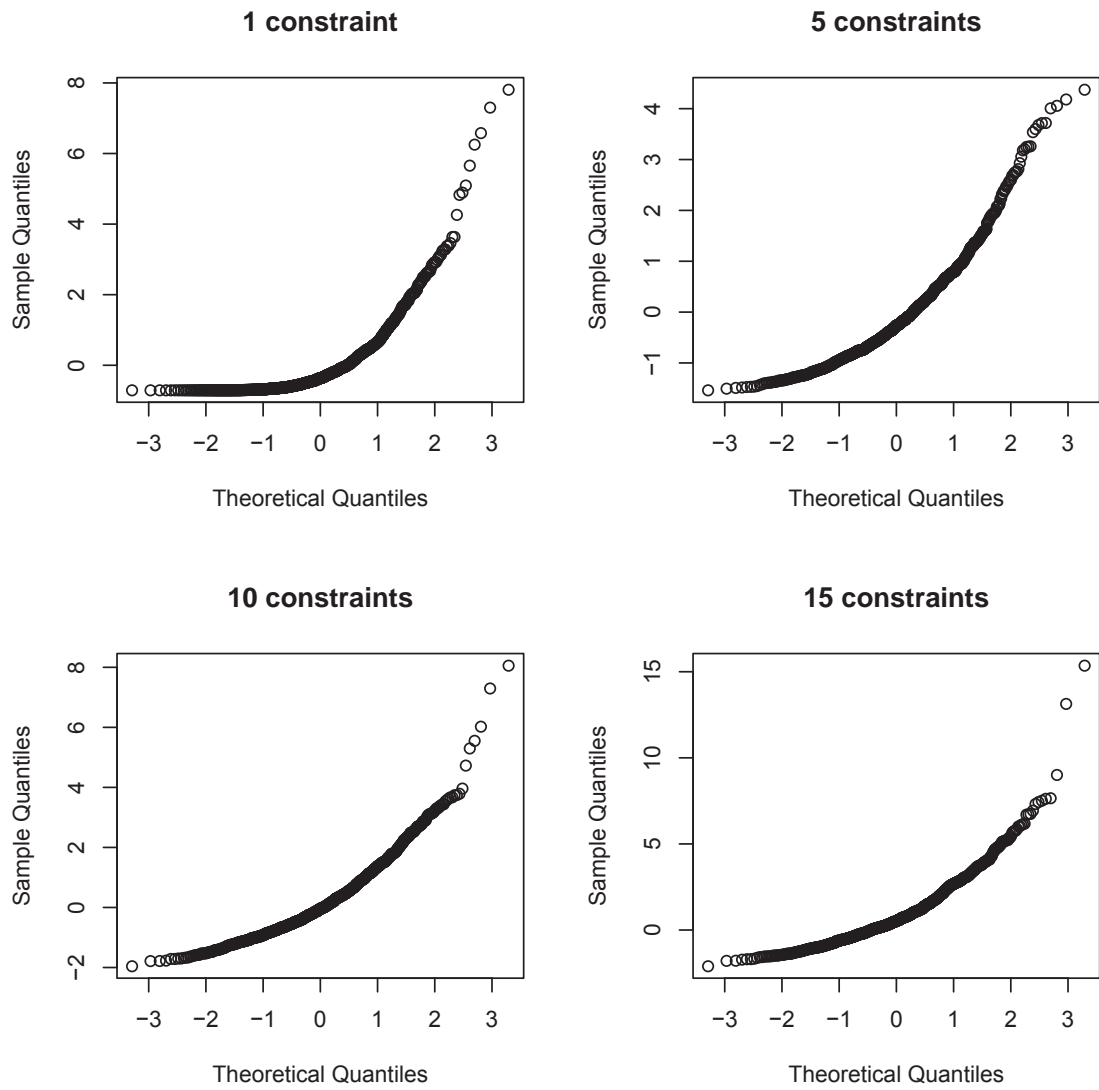 1 constraint
8
6
4
2
0
Sample Quantiles
−3 −2 −1 0 1 2 3
Theoretical Quantiles
5 constraints
4
3
2
1
0
−1
Sample Quantiles
−3 −2 −1 0 1 2 3
Theoretical Quantiles
10 constraints
8
6
4
2
0
−2
Sample Quantiles
−3 −2 −1 0 1 2 3
Theoretical Quantiles
15 constraints
15
10
5
0
Sample Quantiles
−3 −2 −1 0 1 2 3
Theoretical Quantiles